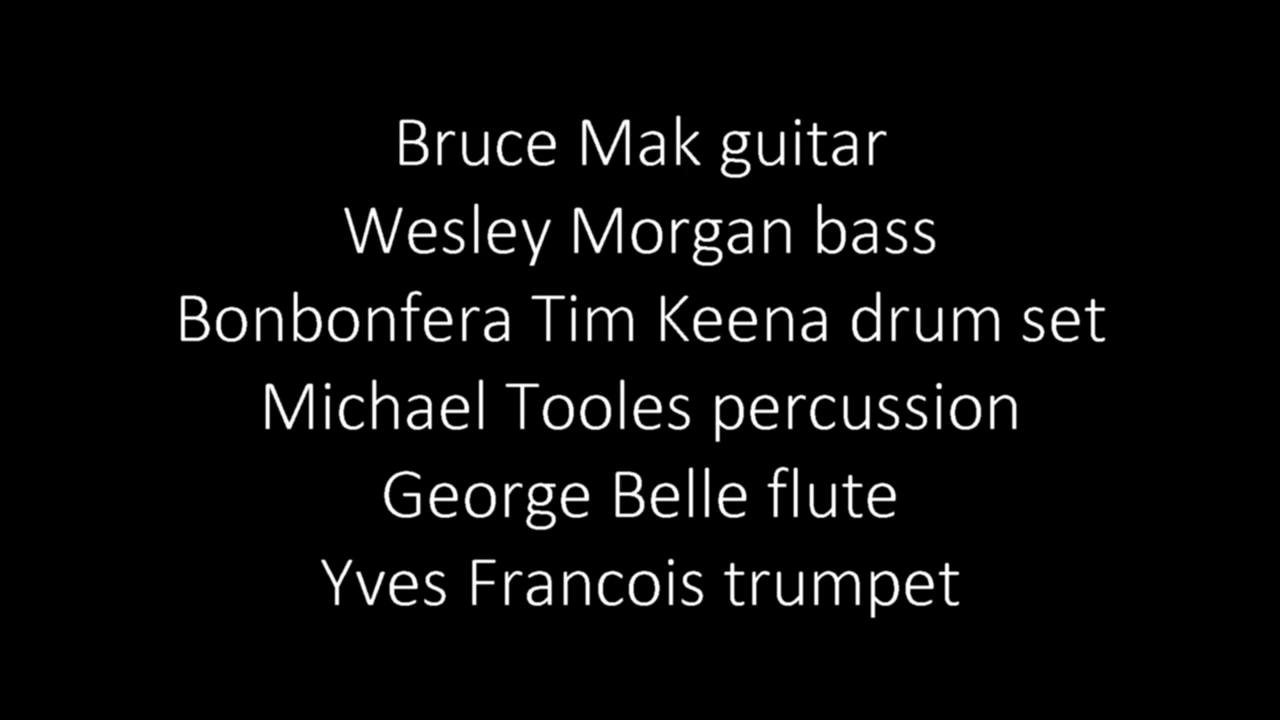 Bruce Mak guitar
Wesley Morgan bass
Bonbonfera Tim Keena drum set
Michael Tooles percussion
George Belle flute
Yves Francois trumpet